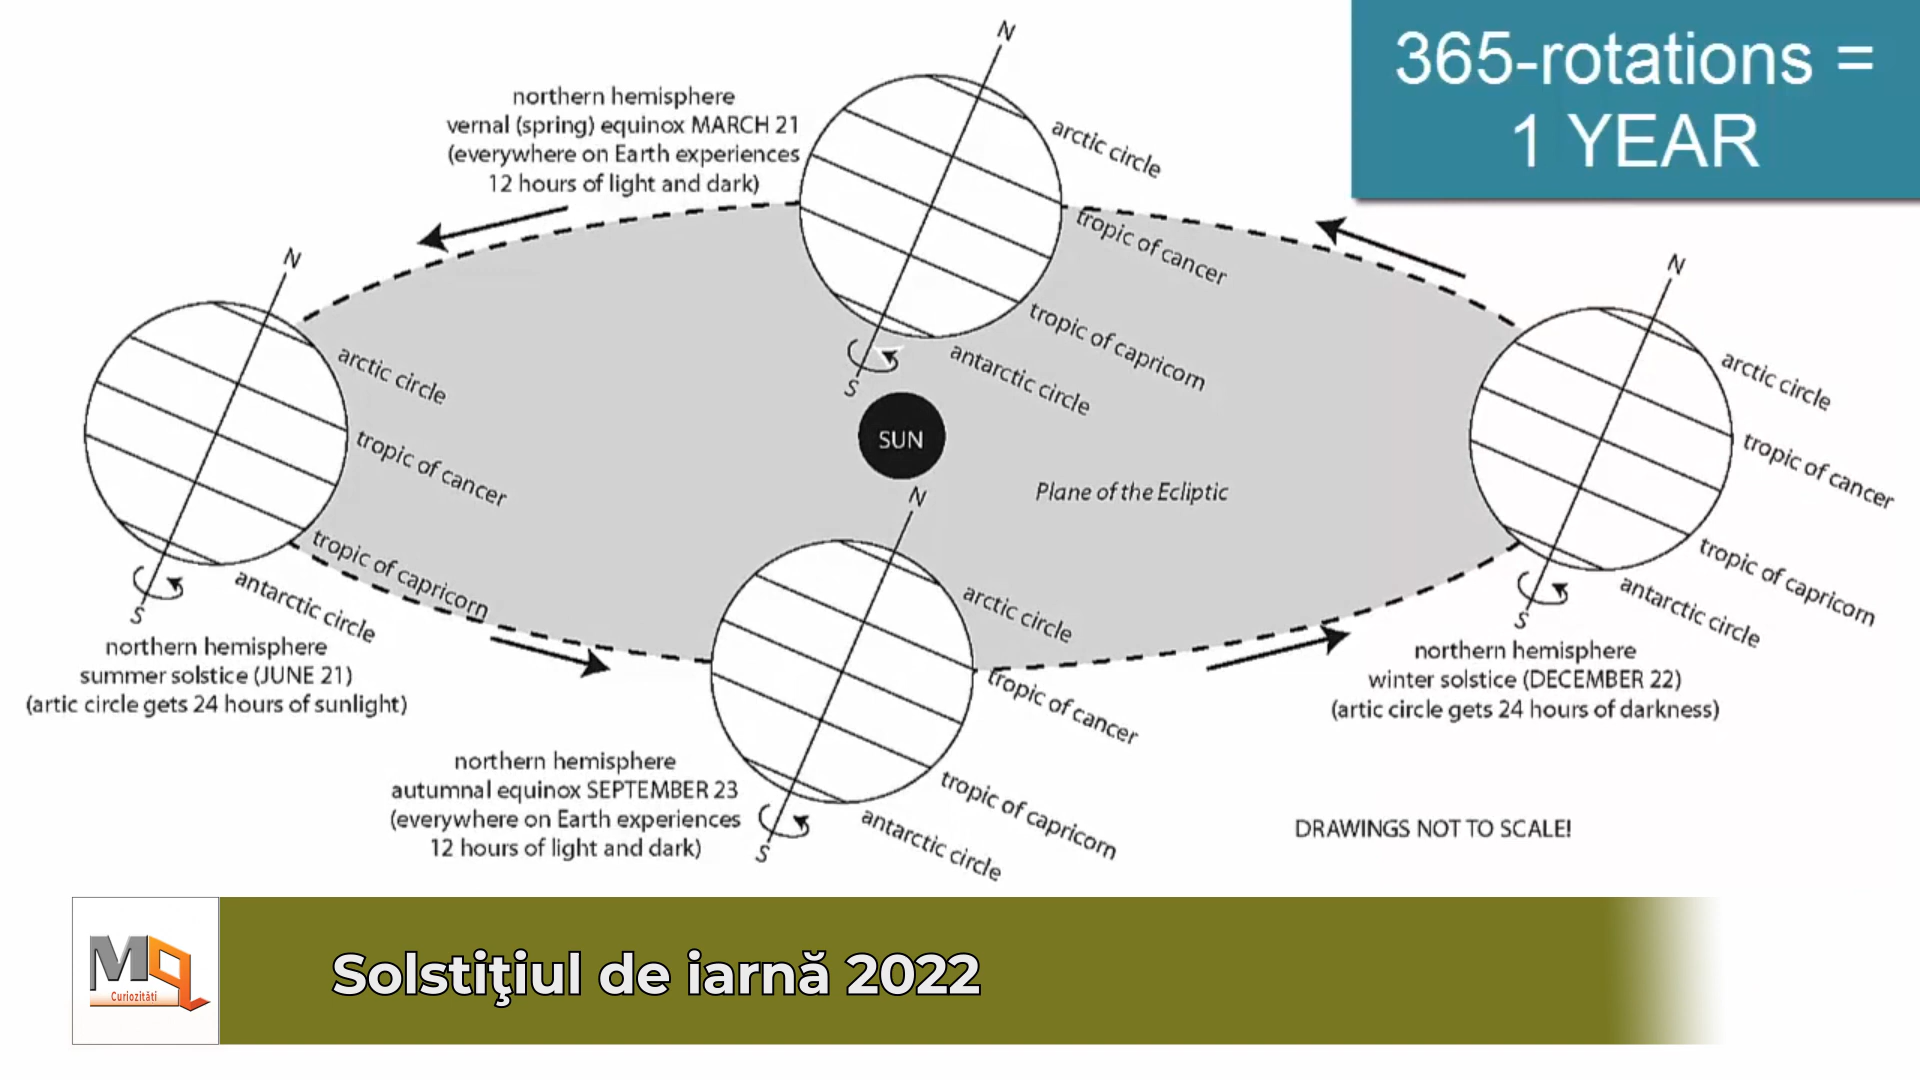 365-rotations =
1 YEAR
N
northern hemisphere
vernal (spring) equinox MARCH 21
(everywhere on Earth experiences
12 hours of light and dark)
arctic circle
tropic of cancer
tropic of capricorn
antarctic circle
S
N
arctic circle
tropic of cancer
tropic of capricorn
antarctic circle
S
northern hemisphere
summer solstice (JUNE 21)
(artic circle gets 24 hours of sunlight)
SUN
Plane of the Ecliptic
N
arctic circle
tropic of cancer
tropic of capricorn
antarctic circle
S
northern hemisphere
winter solstice (DECEMBER 22)
(artic circle gets 24 hours of darkness)
N
arctic circle
tropic of cancer
tropic of capricorn
antarctic circle
S
northern hemisphere
autumnal equinox SEPTEMBER 23
(everywhere on Earth experiences
12 hours of light and dark)
DRAWINGS NOT TO SCALE!
MQ
Curiozităti
Solstiţiul de iarnă 2022